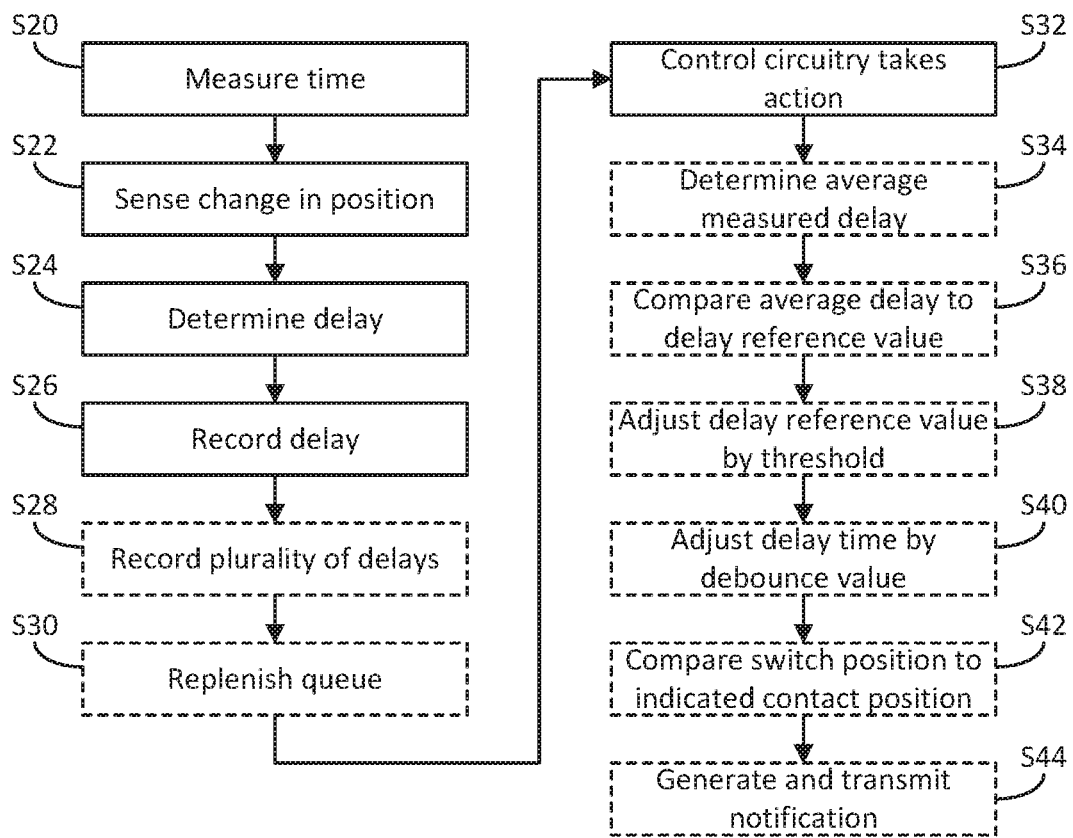 S20
Measure time
S22
Sense change in position
S24
Determine delay
S26
Record delay
S28
Record plurality of delays
S30
Replenish queue
S32
Control circuitry takes
action
S34
Determine average
measured delay
S36
Compare average delay to
delay reference value
S38
Adjust delay reference value
by threshold
S40
Adjust delay time by
debounce value
S42
Compare switch position to
indicated contact position
S44
Generate and transmit
notification